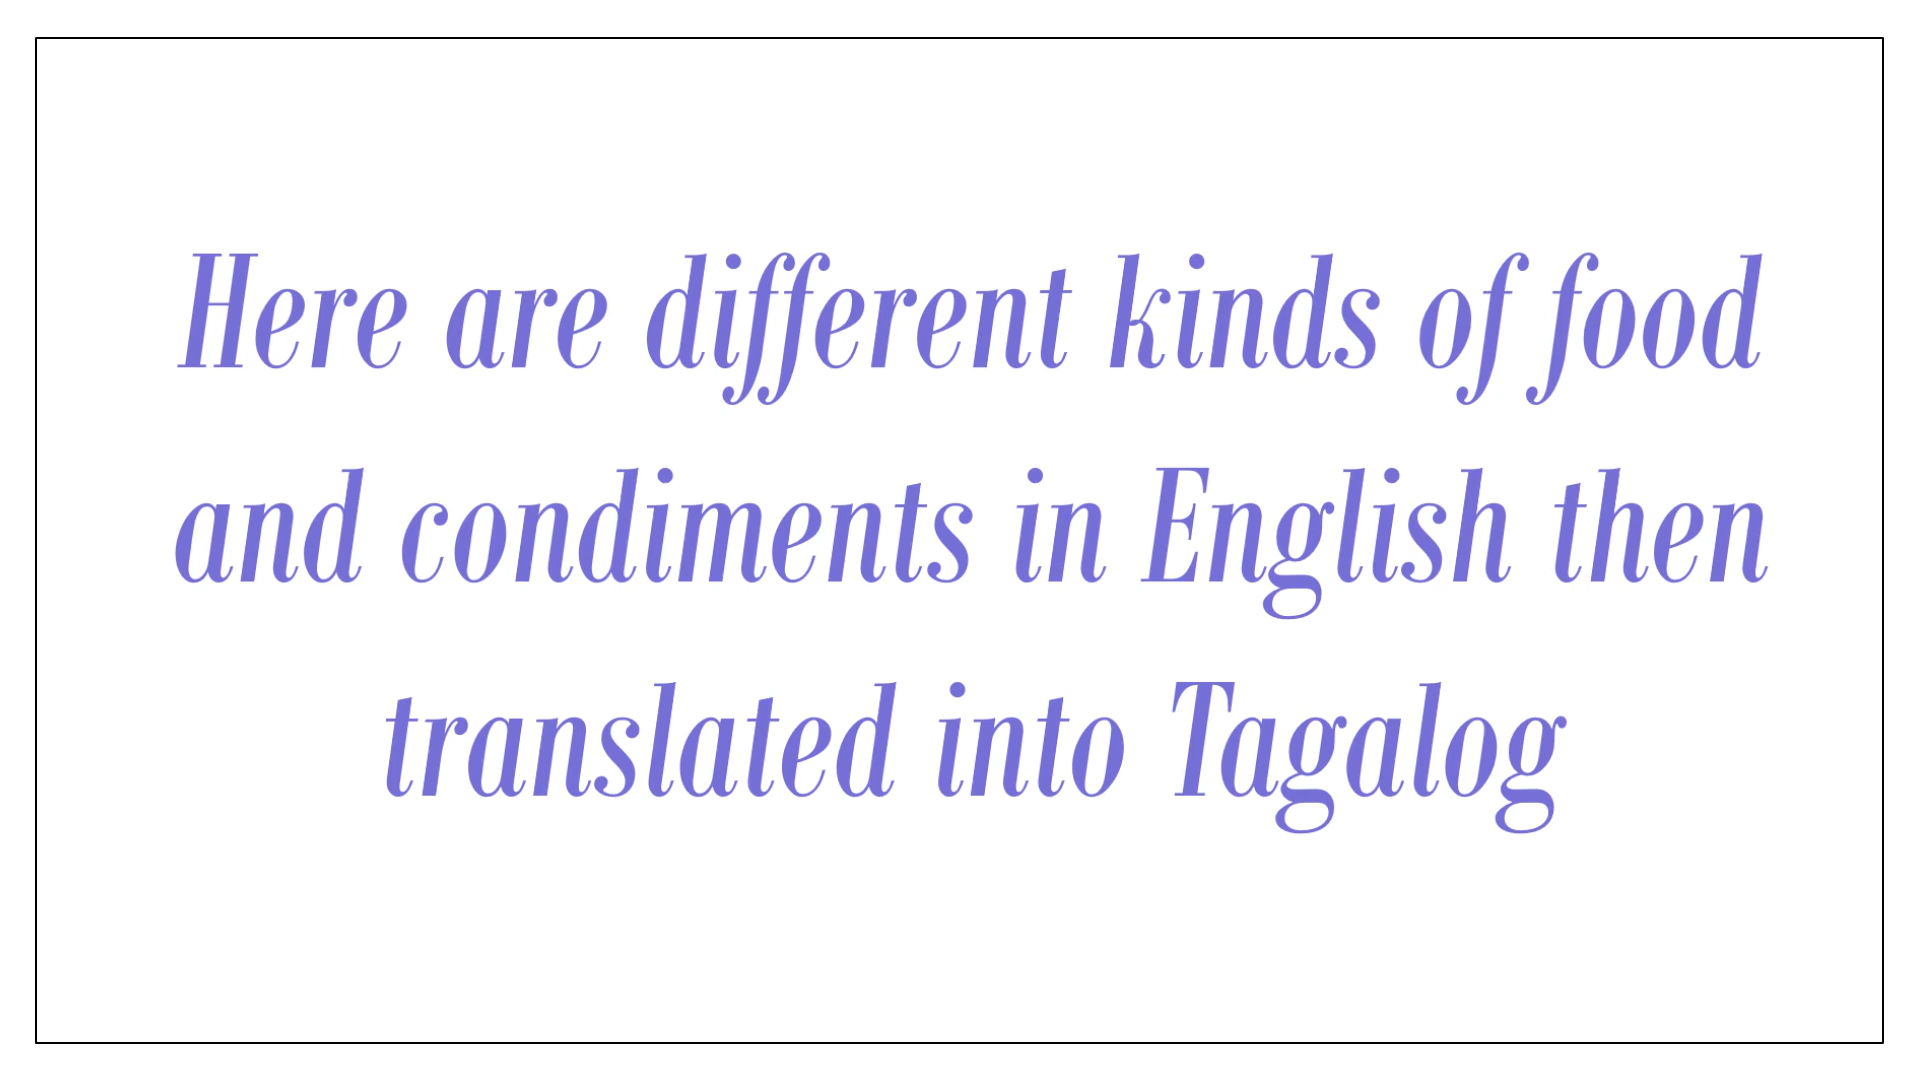 Here are different kinds of food
and condiments in English then
translated into Tagalog